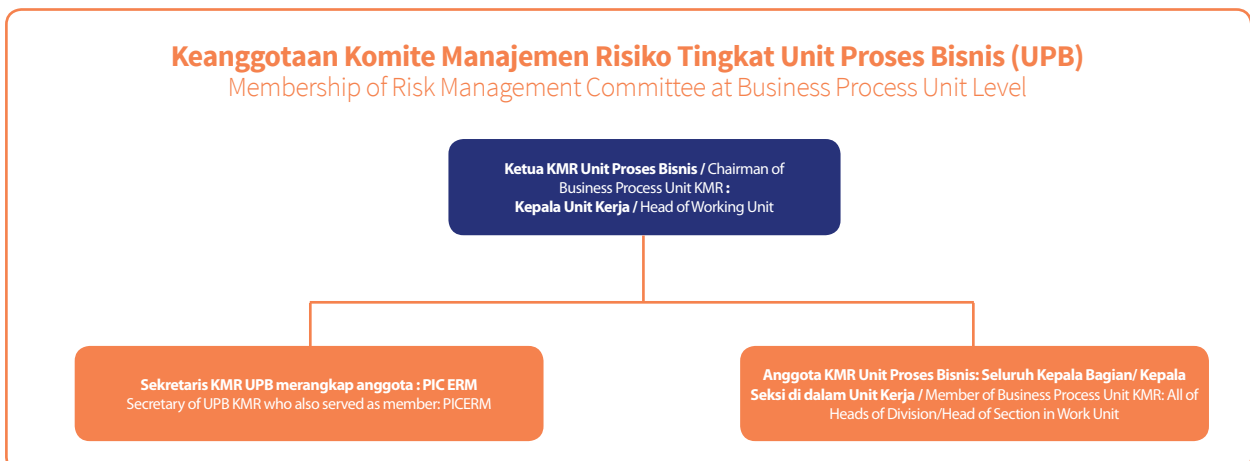 Keanggotaan Komite Manajemen Risiko Tingkat Unit Proses Bisnis (UPB)
Membership of Risk Management Committee at Business Process Unit Level
Ketua KMR Unit Proses Bisnis / Chairman of
Business Process Unit KMR :
Kepala Unit Kerja / Head of Working Unit
Sekretaris KMR UPB merangkap anggota : PIC ERM
Secretary of UPB KMR who also served as member: PICERM
Anggota KMR Unit Proses Bisnis: Seluruh Kepala Bagian/ Kepala
Seksi di dalam Unit Kerja / Member of Business Process Unit KMR: All of
Heads of Division/Head of Section in Work Unit